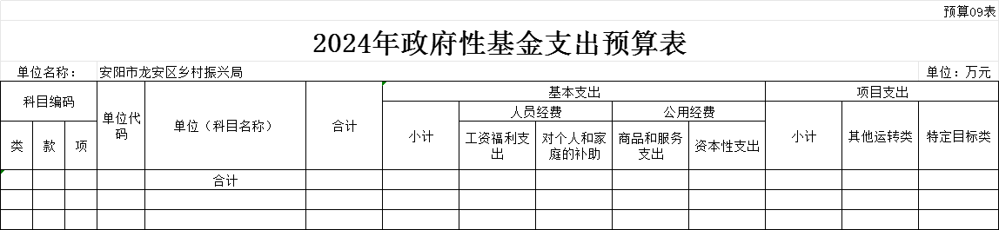 预算09表
2024年政府性基金支出预算表
单位名称： 安阳市龙安区乡村振兴局 单位：万元
科目编码 单位代码 单位（科目名称） 合计 基本支出 项目支出
小计 人员经费 公用经费 小计 其他运转类 特定目标类
类 款 项 工资福利支出 对个人和家庭的补助 商品和服务支出 资本性支出
合计